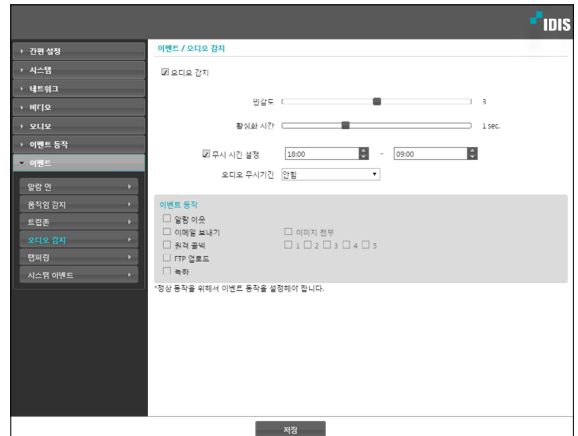 IDIS
간편 설정
시스템
네트워크
비디오
오디오
이벤트 동작
이벤트
알람 인
움직임 감지
트립존
오디오 감지
탬퍼링
시스템 이벤트
이벤트 / 오디오 감지
오디오 감지
민감도
활성화 시간 1 sec.
무시 시간 설정 18:00 ~ 09:00
오디오 무시기간 안함
이벤트 동작
알람 아웃
이메일 보내기 이미지 첨부
원격 콜백 1 2 3 4 5
FTP 업로드
녹화
*정상 동작을 위해서 이벤트 동작을 설정해야 합니다.
저장